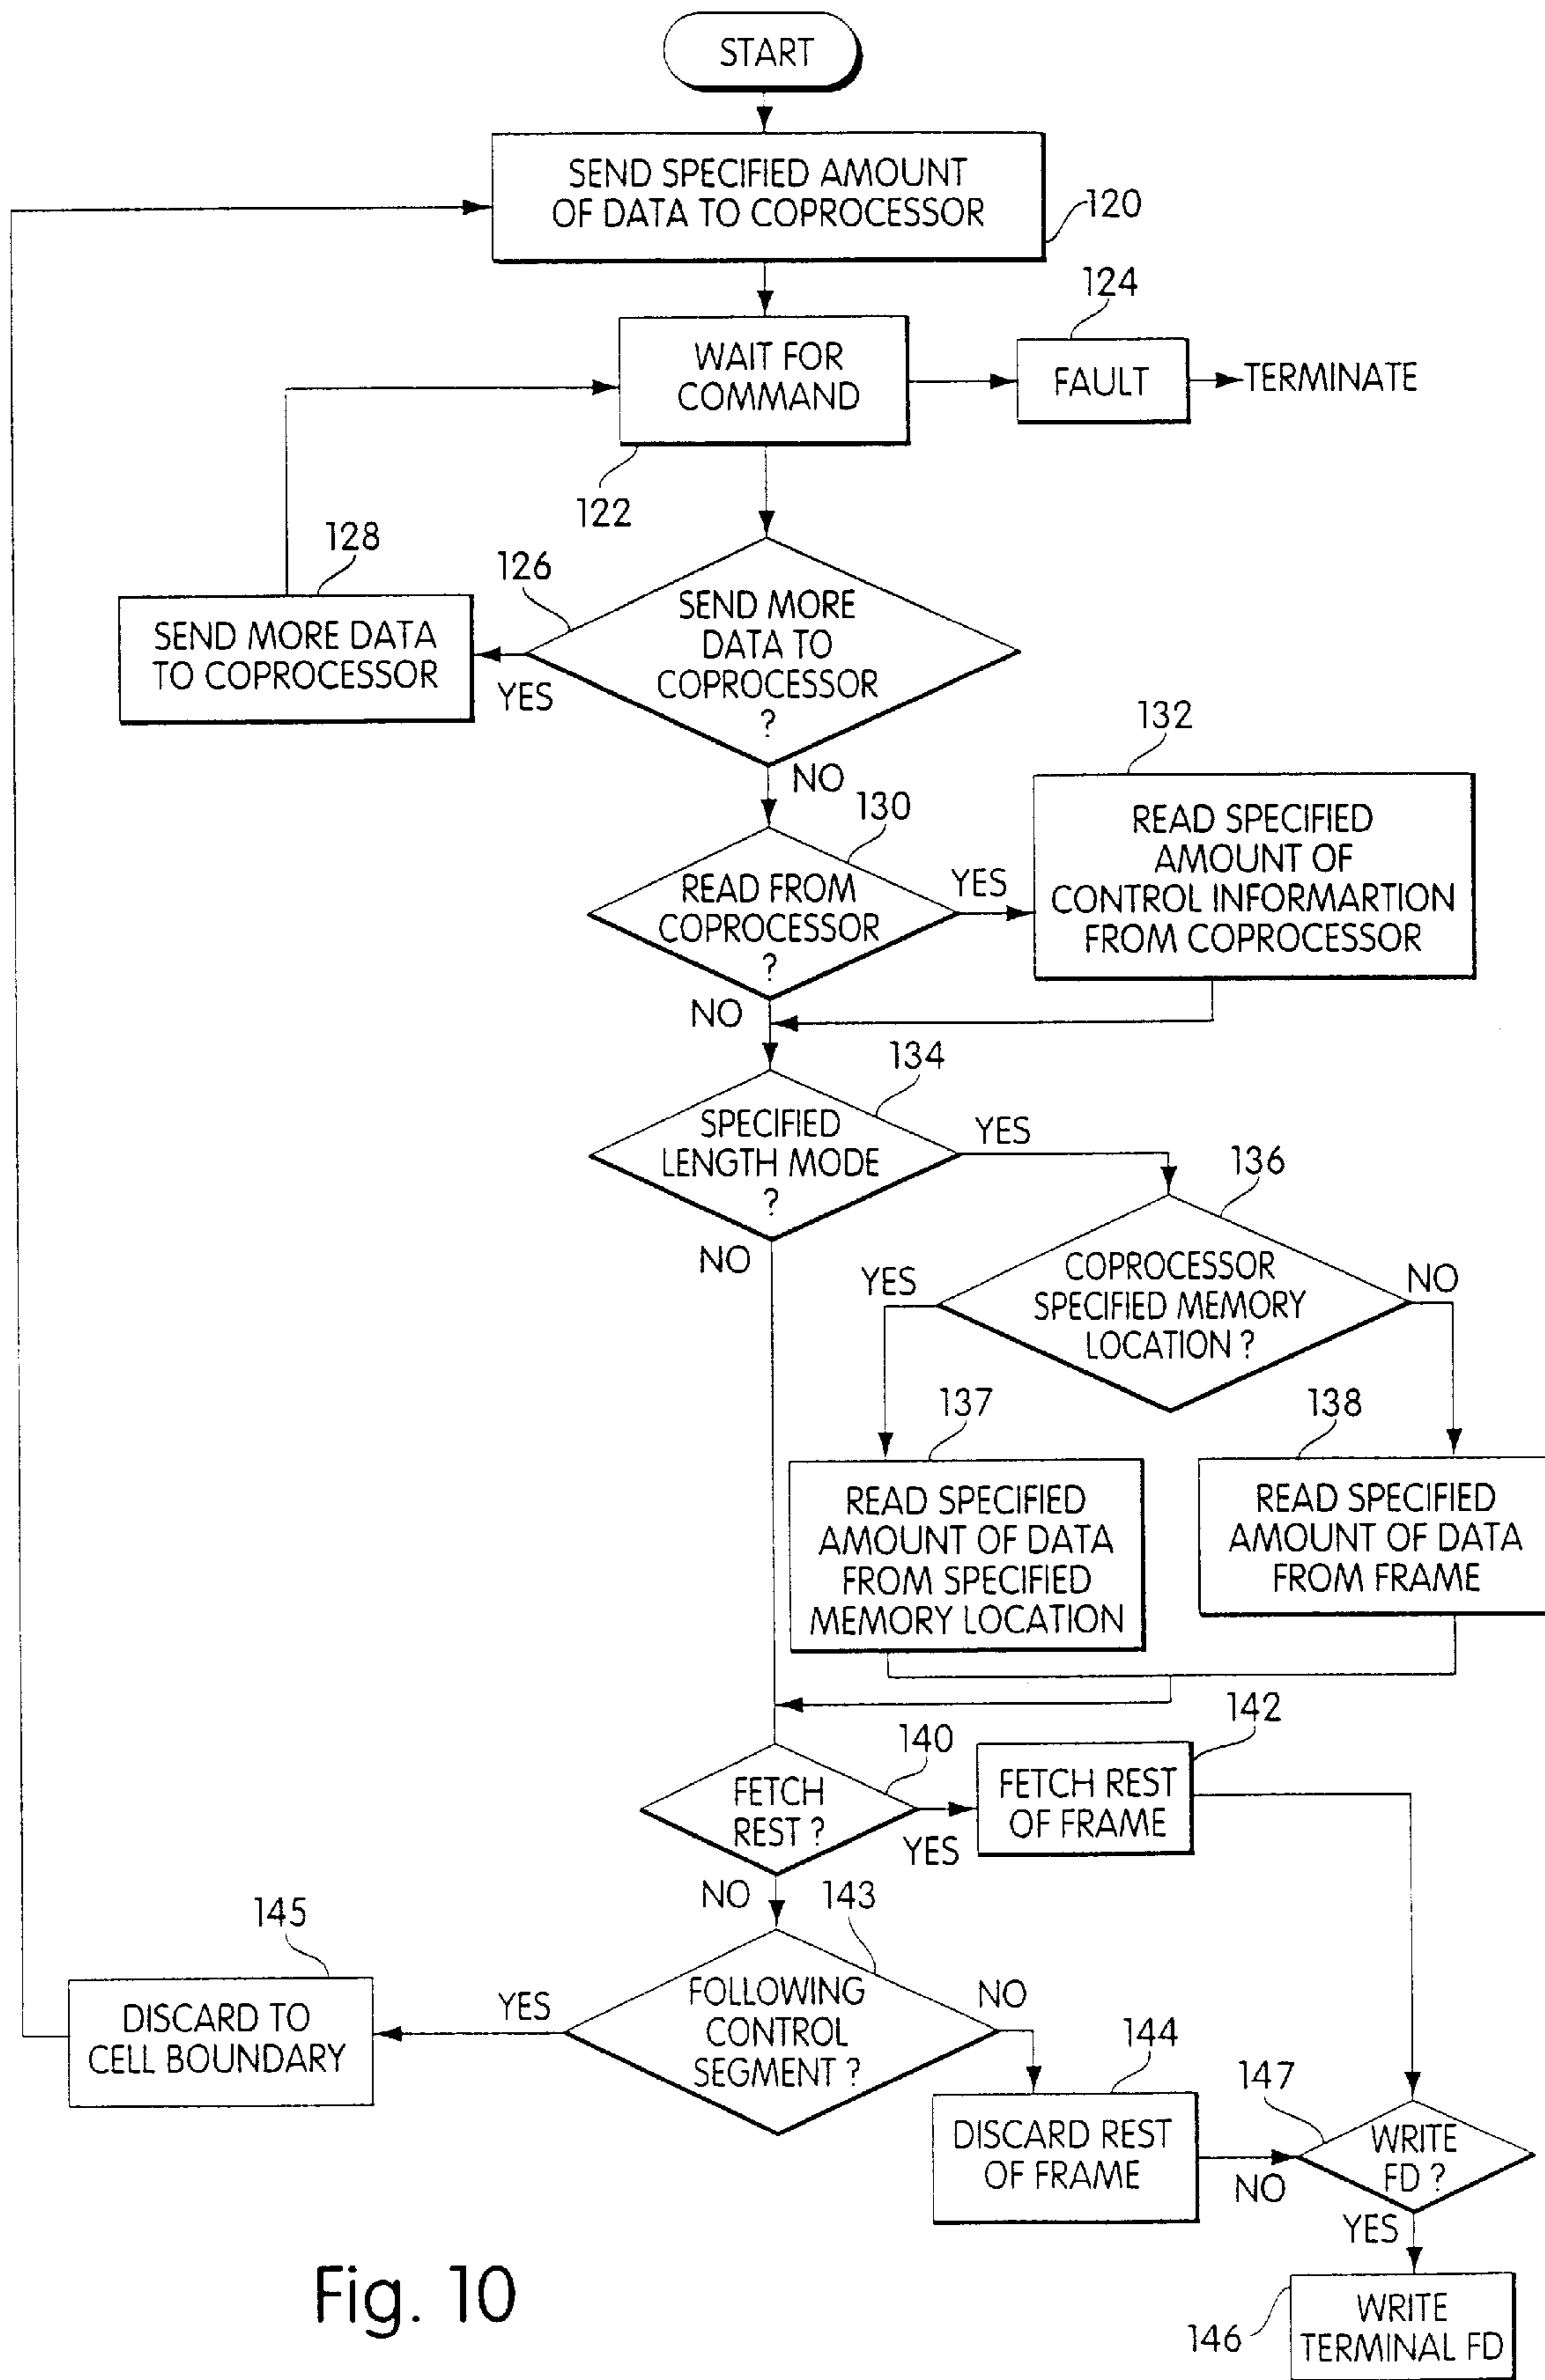 START
SEND SPECIFIED AMOUNT
OF DATA TO COPROCESSOR
120
124
WAIT FOR
COMMAND
FAULT
TERMINATE
122
128
126
SEND MORE
DATA TO
COPROCESSOR
?
SEND MORE DATA
TO COPROCESSOR
YES
NO
132
130
READ FROM
COPROCESSOR
?
YES
READ SPECIFIED
AMOUNT OF
CONTROL INFORMARTION
FROM COPROCESSOR
NO
134
SPECIFIED
LENGTH MODE
?
YES
136
NO
COPROCESSOR
SPECIFIED MEMORY
LOCATION ?
YES
NO
137
138
READ SPECIFIED
AMOUNT OF DATA
FROM SPECIFIED
MEMORY LOCATION
READ SPECIFIED
AMOUNT OF DATA
FROM FRAME
142
140
FETCH
REST ?
YES
FETCH REST
OF FRAME
NO
143
145
FOLLOWING
CONTROL
SEGMENT ?
YES
NO
DISCARD TO
CELL BOUNDARY
144
147
DISCARD REST
OF FRAME
NO
WRITE
FD ?
YES
146
WRITE
TERMINAL FD
Fig. 10